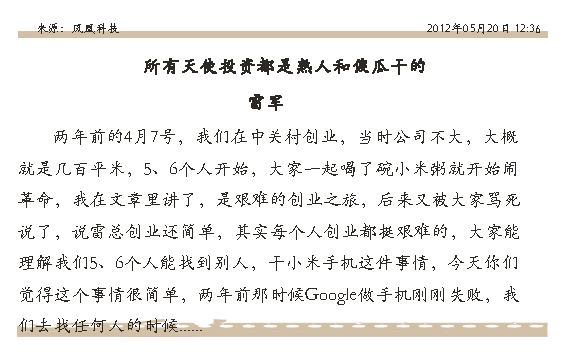 来源：凤凰科技 2012年05月20日 12:36
所有天使投资都是熟人和傻瓜干的
雷军
两年前的4月7号，我们在中关村创业，当时公司不大，大概
就是几百平米，5、6个人开始，大家一起喝了碗小米粥就开始闹
革命，我在文章里讲了，是艰难的创业之旅，后来又被大家骂死
说了，说雷总创业还简单，其实每个人创业都挺艰难的，大家能
理解我们5、6个人能找到别人，干小米手机这件事情，今天你们
觉得这个事情很简单，两年前那时候Google做手机刚刚失败，我
们去找任何人的时候......